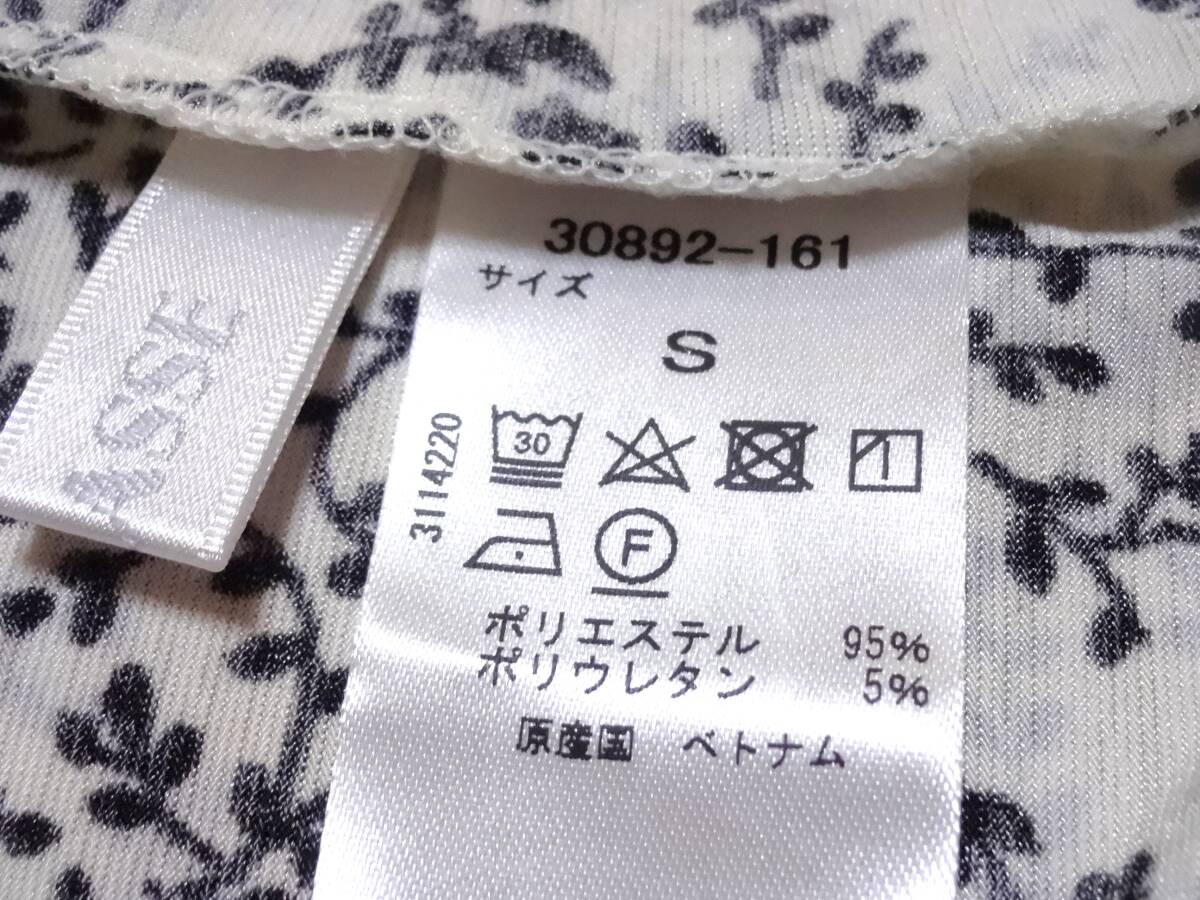 30892-161
サイズ
S
3114220
30
F
ポリエステル 95%
ポリウレタン 5%
原産国 ベトナム